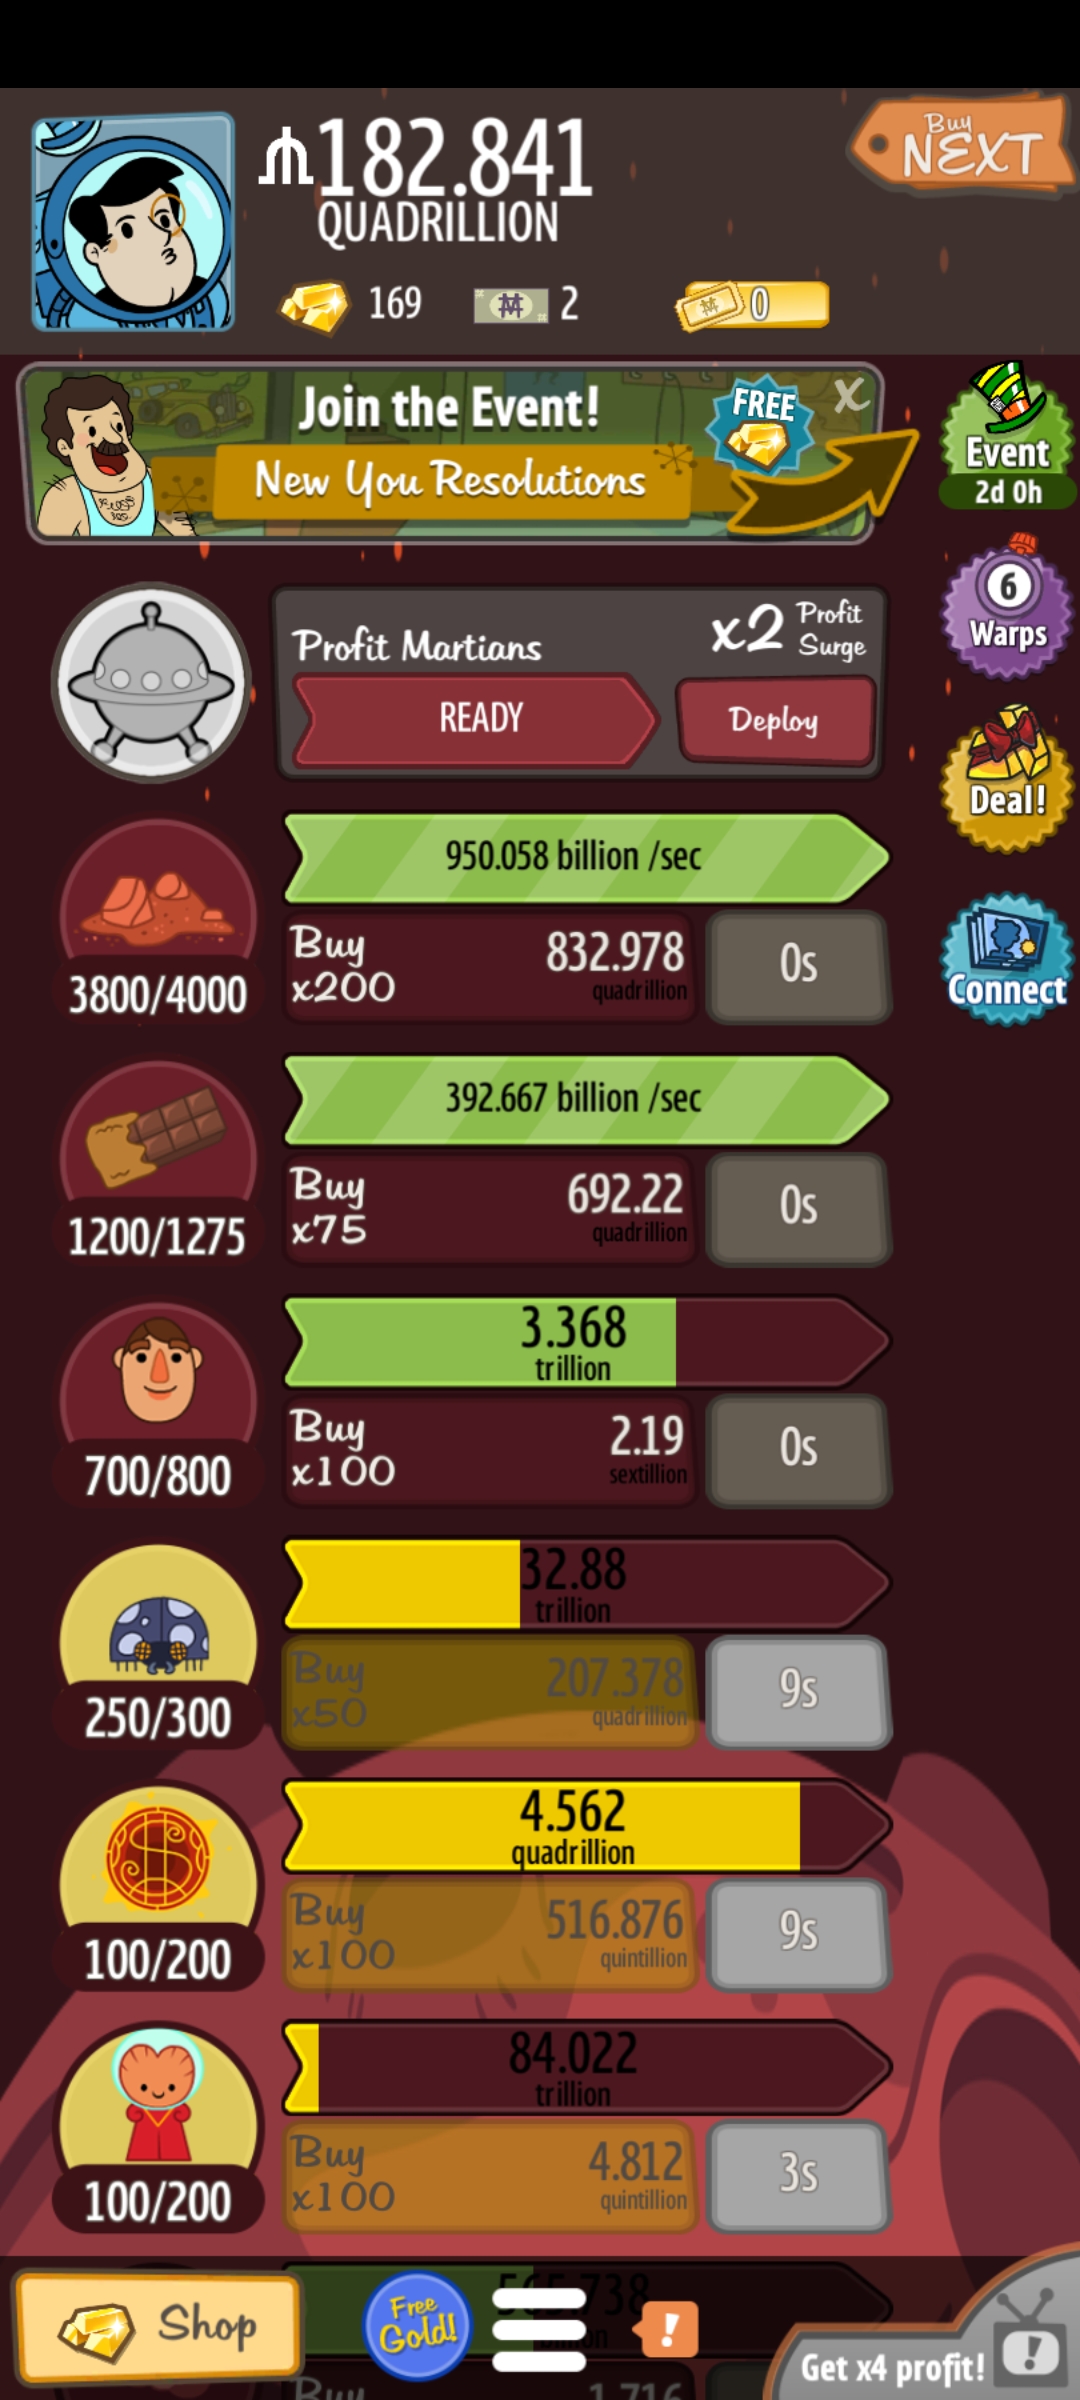 182.841
QUADRILLION
Buy
NEXT
169
2
0
Join the Event!
New You Resolutions
FREE
X
Event
2d 0h
6
Warps
Profit Martians
x2 Profit Surge
READY
Deploy
Deal!
950.058 billion /sec
3800/4000
Buy
x200
832.978
quadrillion
0s
Connect
392.667 billion /sec
1200/1275
Buy
x75
692.22
quadrillion
0s
3.368
trillion
700/800
Buy
x100
2.19
sextillion
0s
32.88
trillion
250/300
Buy
x50
207.378
quadrillion
9s
4.562
quadrillion
100/200
Buy
x100
516.876
quintillion
9s
84.022
trillion
100/200
Buy
x100
4.812
quintillion
3s
Shop
Free
Gold!
!
Get x4 profit!
!
Buy
1.716